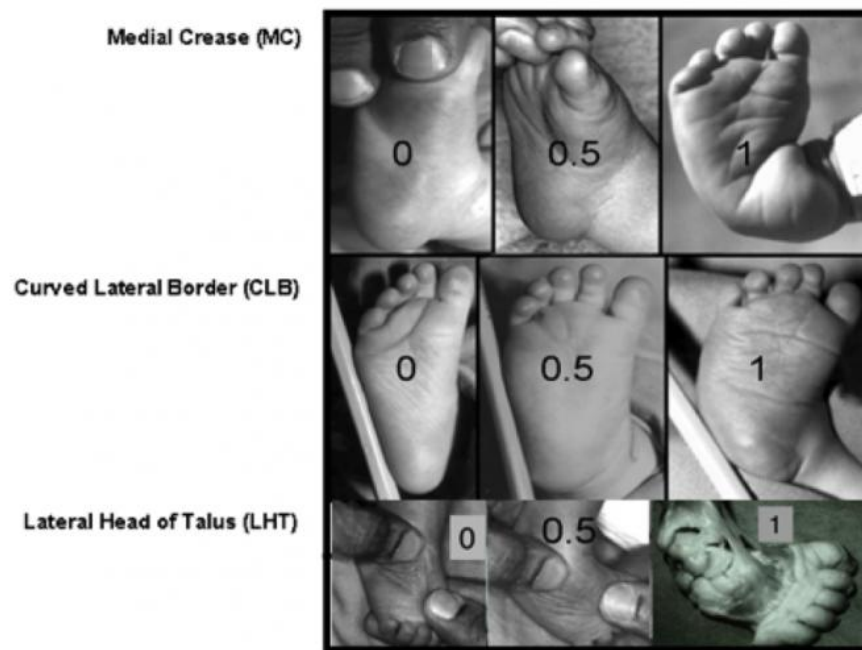 Medial Crease (MC)
0 0.5 1
Curved Lateral Border (CLB)
0 0.5 1
Lateral Head of Talus (LHT)
0 0.5 1